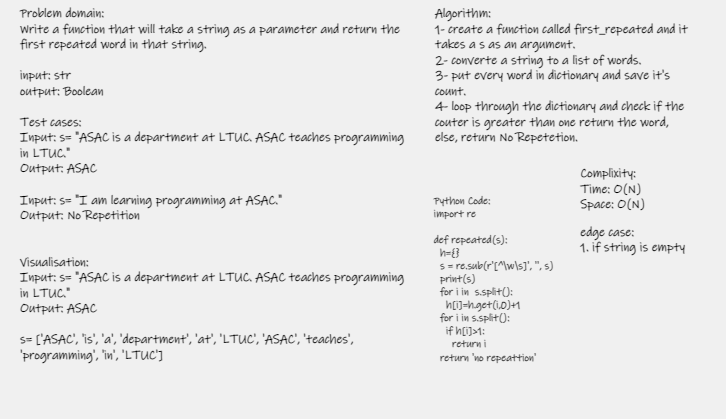 Problem domain:
Write a function that will take a string as a parameter and return the
first repeated word in that string.
input: str
output: Boolean
Test cases:
Input: s= "ASAC is a department at LTUC. ASAC teaches programming
in LTUC."
Output: ASAC
Input: s= "I am learning programming at ASAC."
Output: No Repetition
Visualisation:
Input: s= "ASAC is a department at LTUC. ASAC teaches programming
in LTUC."
Output: ASAC
s= ['ASAC', 'is', 'a', 'department', 'at', 'LTUC', 'ASAC', 'teaches',
'programming', 'in', 'LTUC']
Algorithm:
1- create a function called first_repeated and it
takes a s as an argument.
2- converte a string to a list of words.
3- put every word in dictionary and save it's
count.
4- loop through the dictionary and check if the
couter is greater than one return the word,
else, return No Repetetion.
Complixity:
Time: O(N)
Space: O(N)
edge case:
1. if string is empty
Python Code:
import re
def repeated(s):
h={}
s = re.sub(r'[^\w\s]', '', s)
print(s)
for i in s.split():
h[i]=h.get(i,0)+1
for i in s.split():
if h[i]>1:
return i
return 'no repeattion'